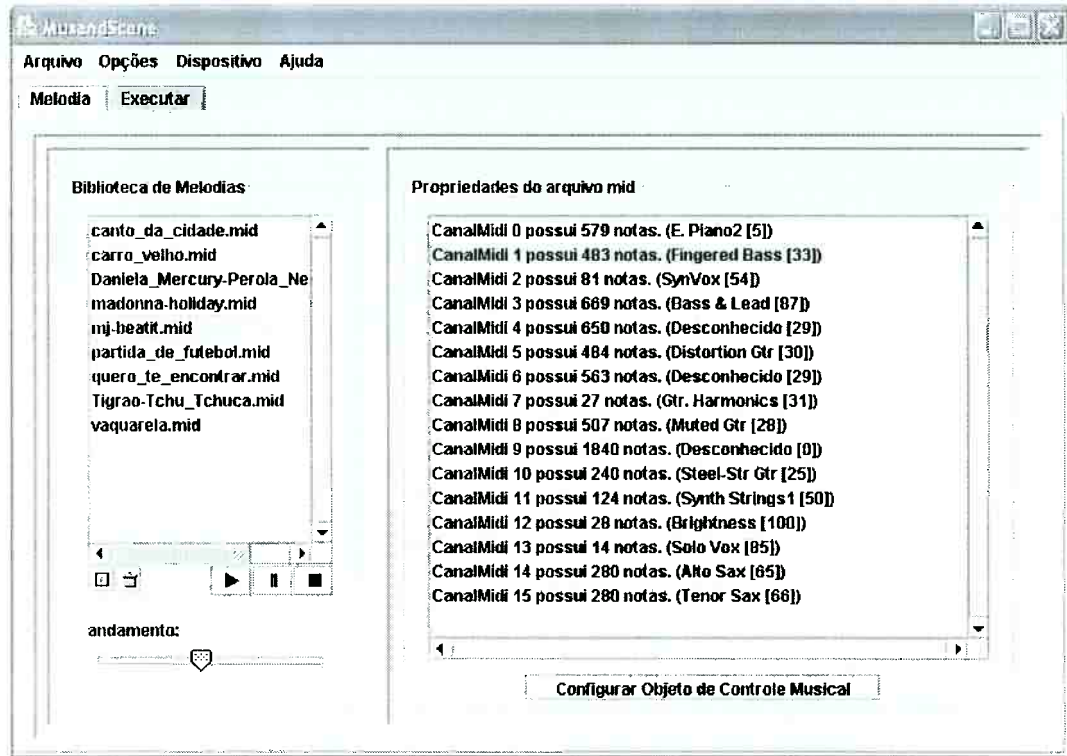 MusandScene
Arquivo Opções Dispositivo Ajuda
Melodia Executar
Biblioteca de Melodias
canto_da_cidade.mid
carro_velho.mid
Daniela_Mercury-Perola_Ne
madonna-holiday.mid
mj-beatit.mid
partida_de_futebol.mid
quero_te_encontrar.mid
Tigrao-Tchu_Tchuca.mid
vaquarela.mid
andamento:
Propriedades do arquivo mid
CanalMidi 0 possui 579 notas. (E. Piano2 [5])
CanalMidi 1 possui 483 notas. (Fingered Bass [33])
CanalMidi 2 possui 81 notas. (SynVox [54])
CanalMidi 3 possui 669 notas. (Bass & Lead [87])
CanalMidi 4 possui 650 notas. (Desconhecido [29])
CanalMidi 5 possui 484 notas. (Distortion Gtr [30])
CanalMidi 6 possui 563 notas. (Desconhecido [29])
CanalMidi 7 possui 27 notas. (Gtr. Harmonics [31])
CanalMidi 8 possui 507 notas. (Muted Gtr [28])
CanalMidi 9 possui 1840 notas. (Desconhecido [0])
CanalMidi 10 possui 240 notas. (Steel-Str Gtr [25])
CanalMidi 11 possui 124 notas. (Synth Strings1 [50])
CanalMidi 12 possui 28 notas. (Brightness [100])
CanalMidi 13 possui 14 notas. (Solo Vox [85])
CanalMidi 14 possui 280 notas. (Alto Sax [65])
CanalMidi 15 possui 280 notas. (Tenor Sax [66])
Configurar Objeto de Controle Musical